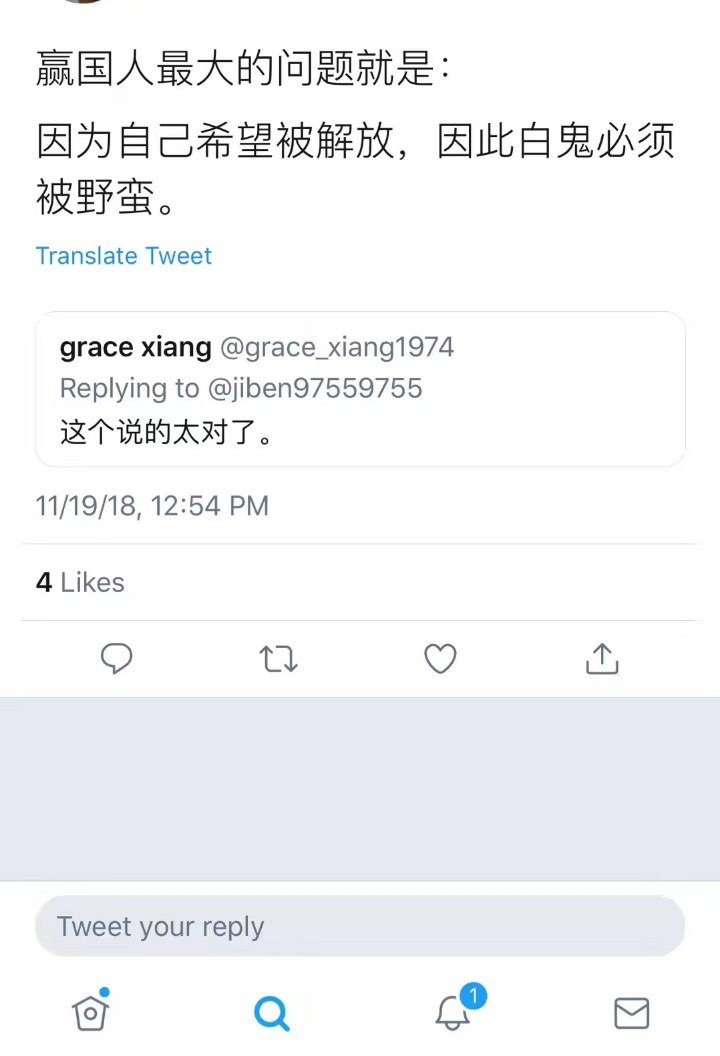 赢国人最大的问题就是：
因为自己希望被解放，因此白鬼必须
被野蛮。
Translate Tweet
grace xiang @grace_xiang1974
Replying to @jiben97559755
这个说的太对了。
11/19/18, 12:54 PM
4 Likes
Tweet your reply
1